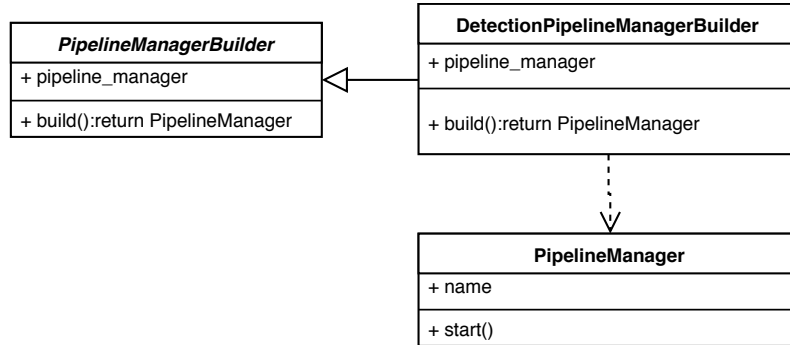 PipelineManagerBuilder
+ pipeline_manager
+ build():return PipelineManager
DetectionPipelineManagerBuilder
+ pipeline_manager
+ build():return PipelineManager
PipelineManager
+ name
+ start()